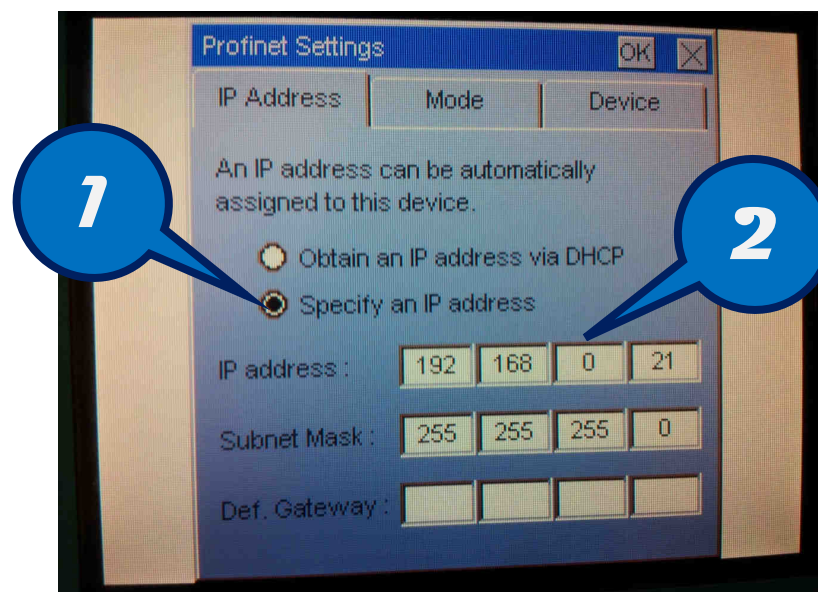 Profinet Settings OK X
IP Address Mode Device
An IP address can be automatically
assigned to this device.
Obtain an IP address via DHCP
Specify an IP address
IP address : 192 168 0 21
Subnet Mask : 255 255 255 0
Def. Gateway :
1
2